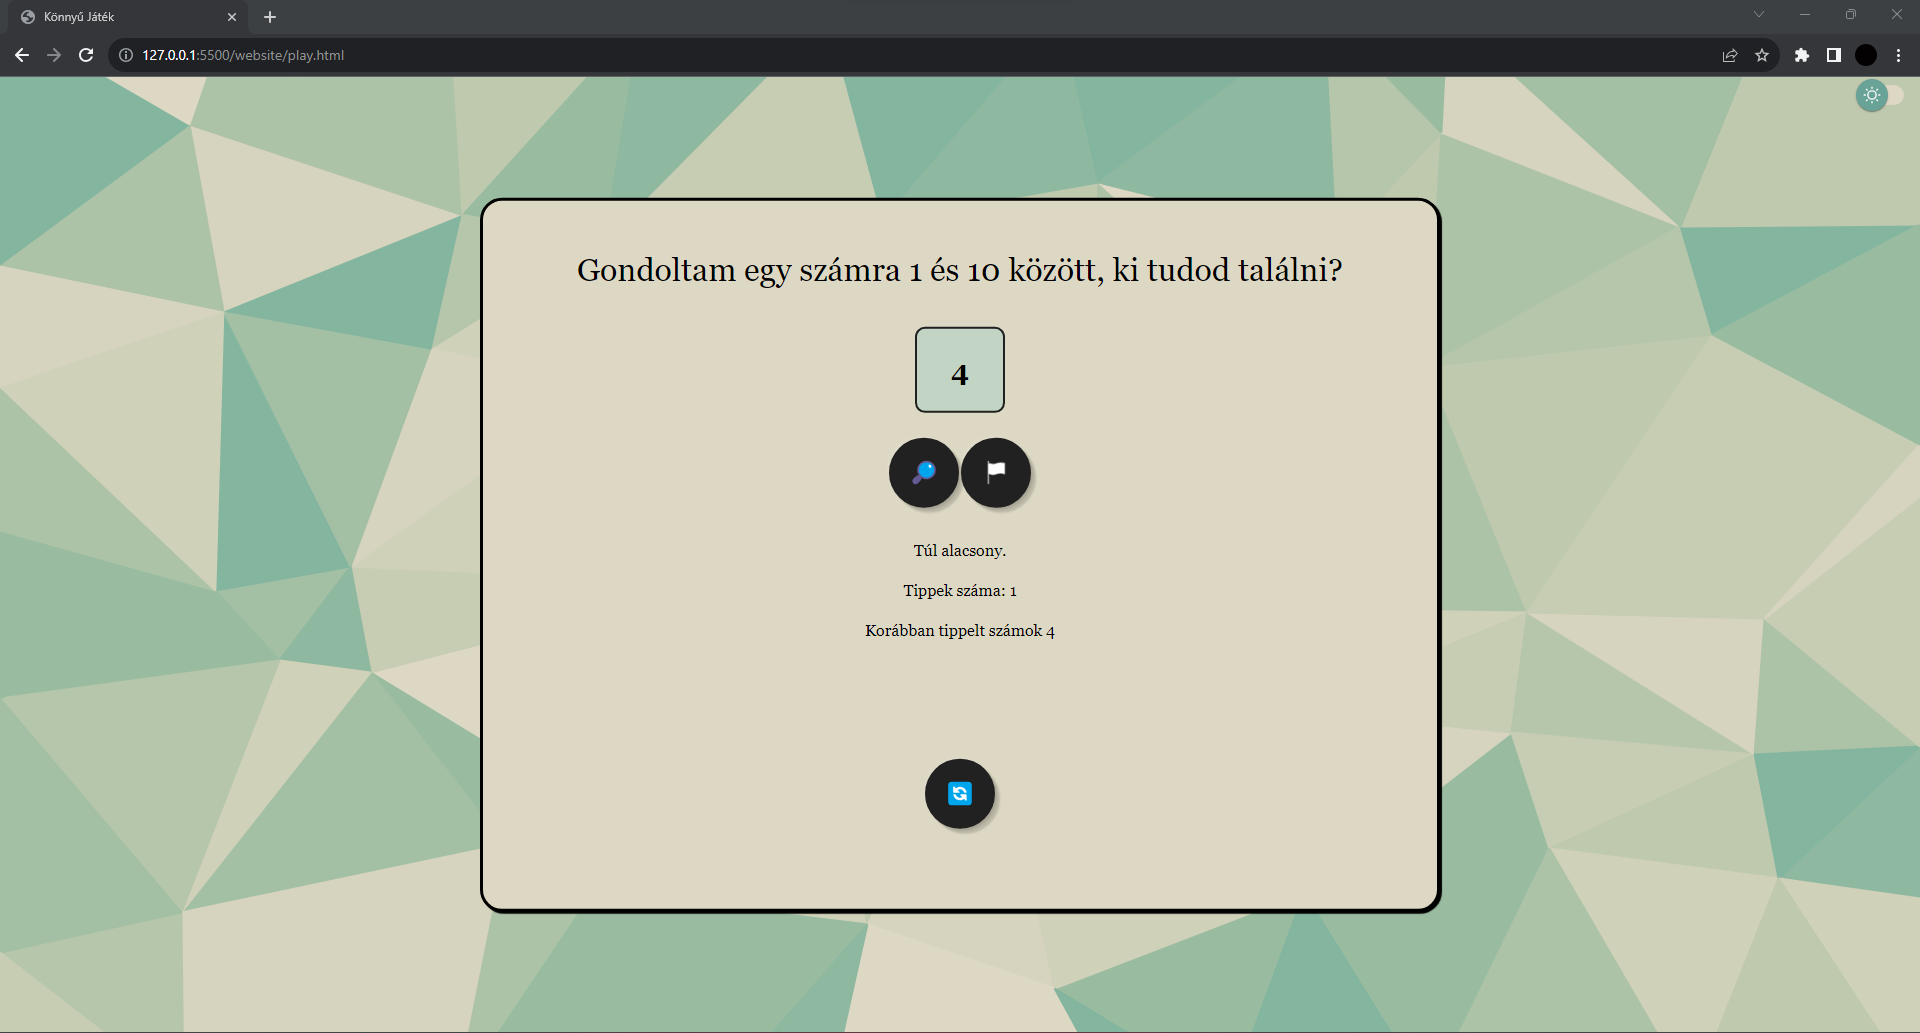 Könnyű Játék
127.0.0.1:5500/website/play.html
Gondoltam egy számra 1 és 10 között, ki tudod találni?
4
Túl alacsony.
Tippek száma: 1
Korábban tippelt számok 4